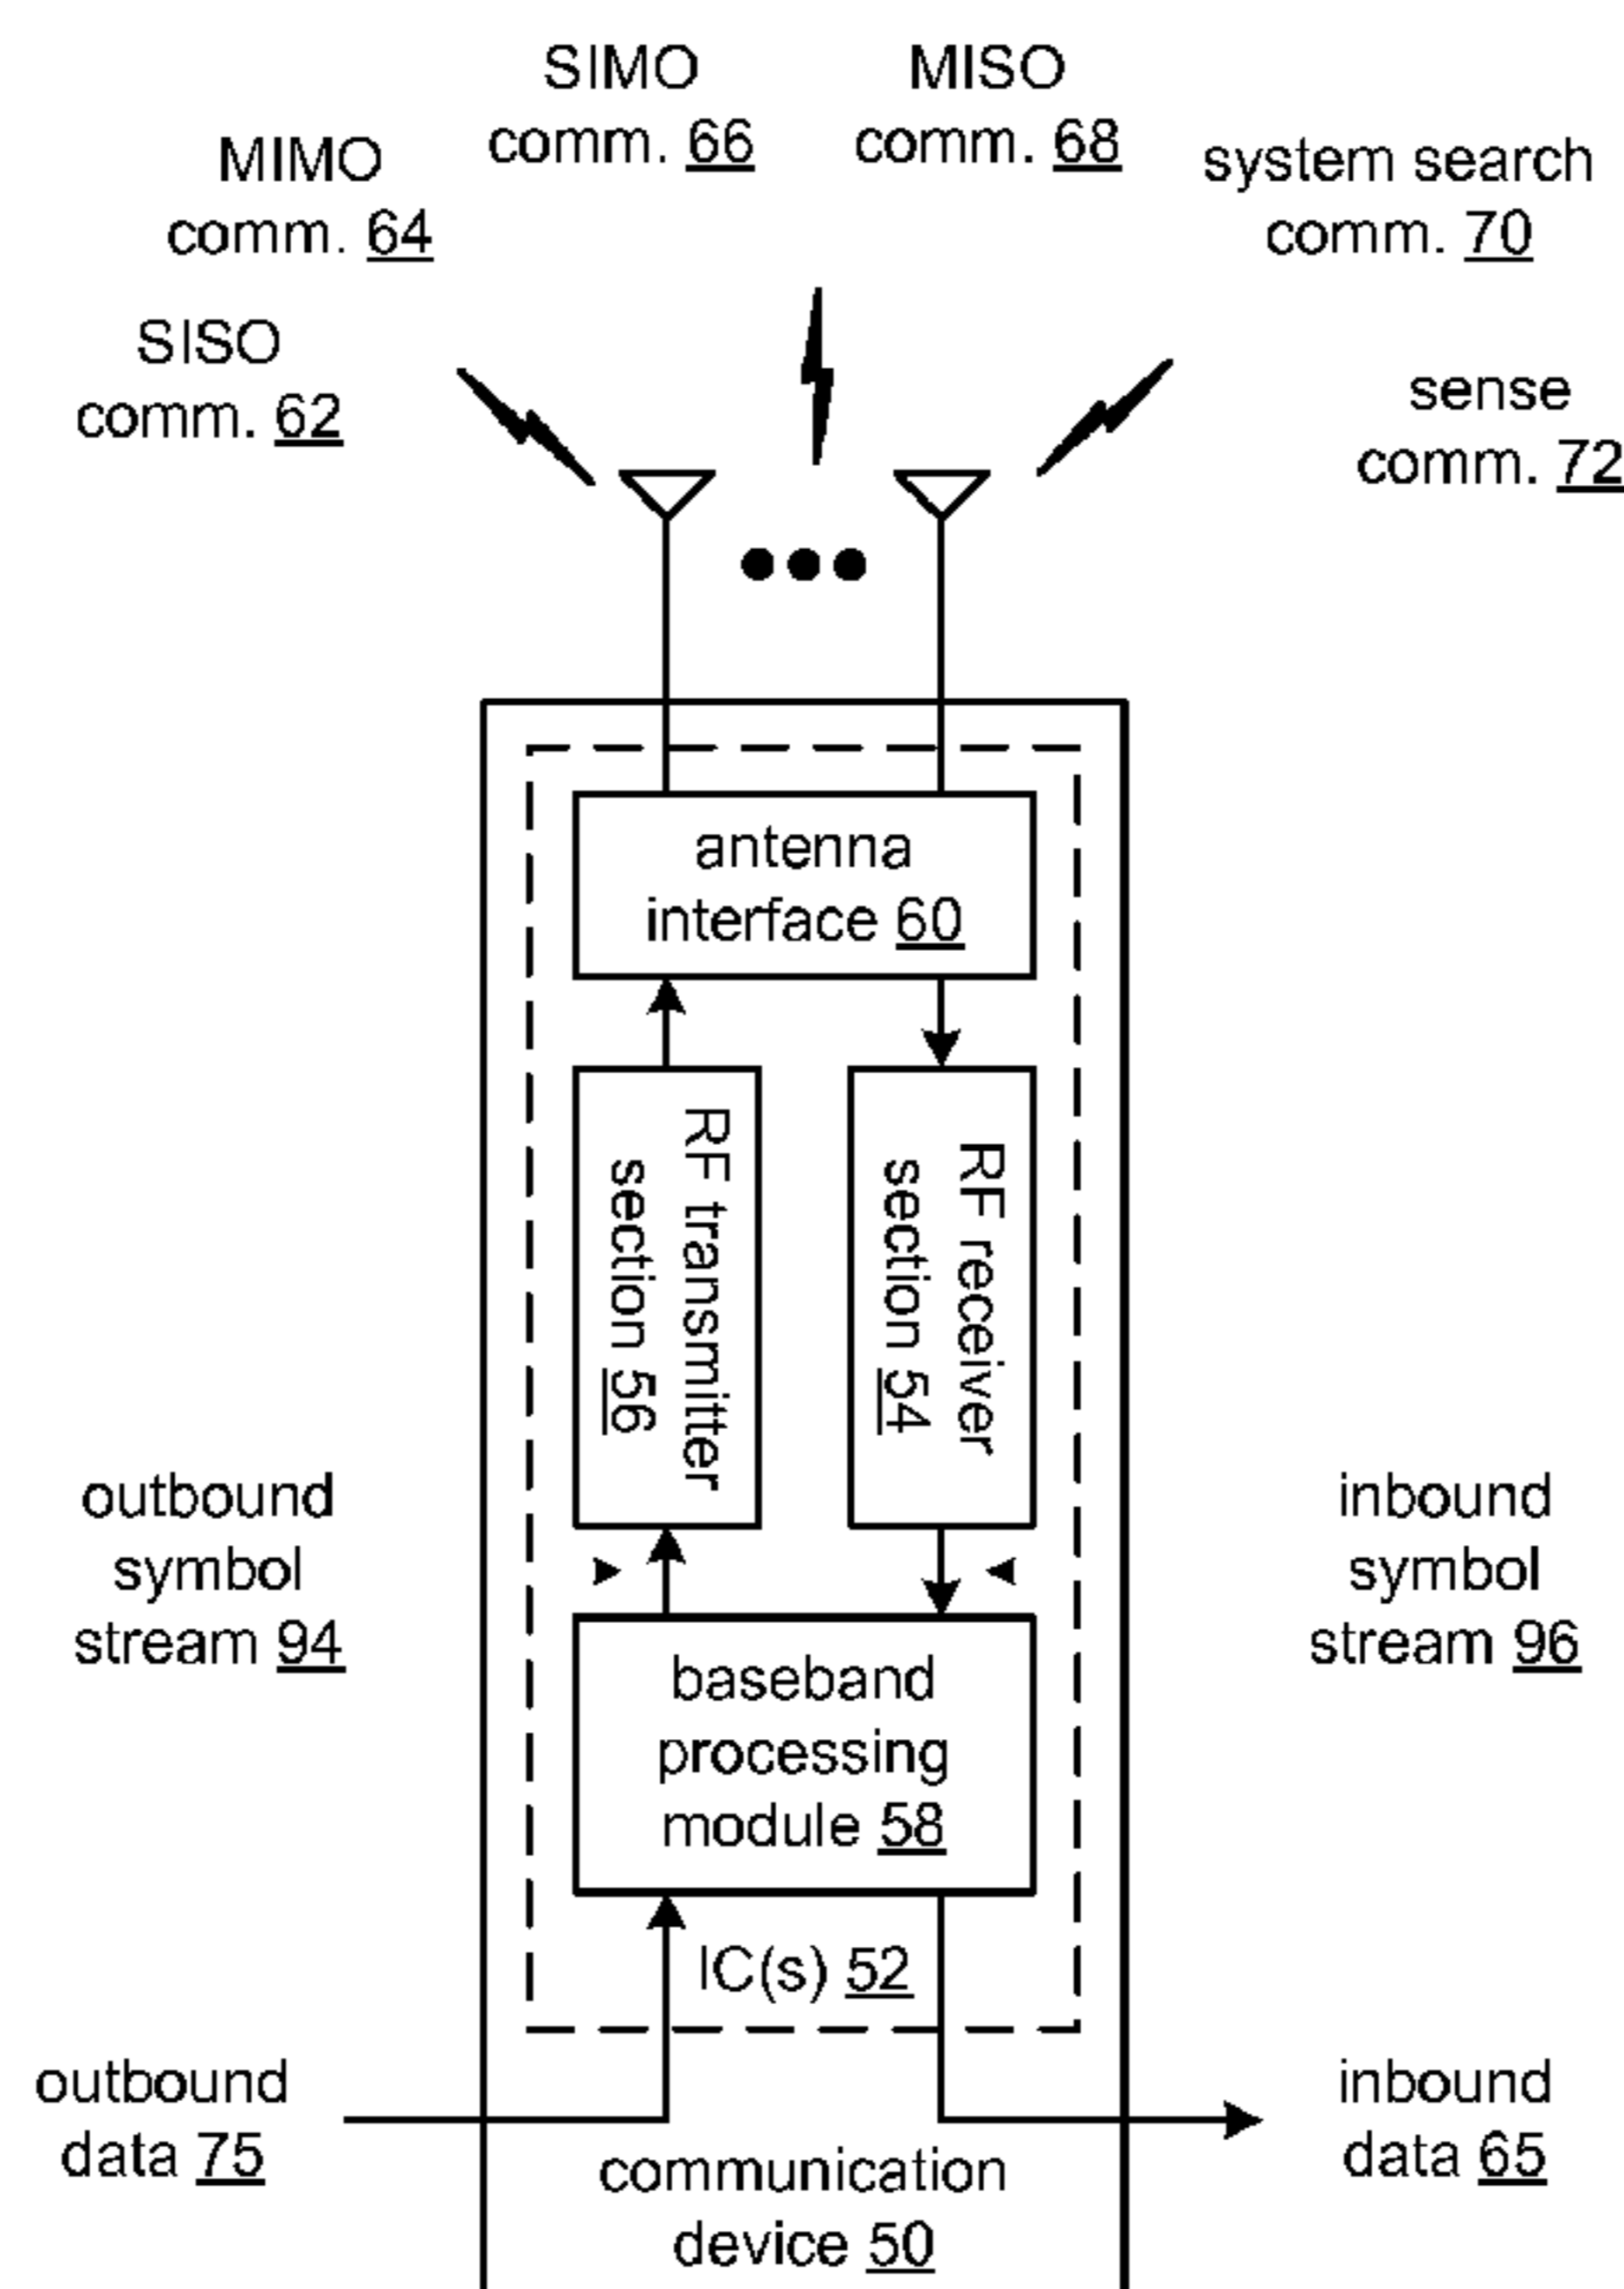 SIMO
comm. 66
MISO
comm. 68
MIMO
comm. 64
system search
comm. 70
SISO
comm. 62
sense
comm. 72
antenna
interface 60
RF transmitter
section 56
RF receiver
section 54
outbound
symbol
stream 94
inbound
symbol
stream 96
baseband
processing
module 58
IC(s) 52
outbound
data 75
inbound
data 65
communication
device 50